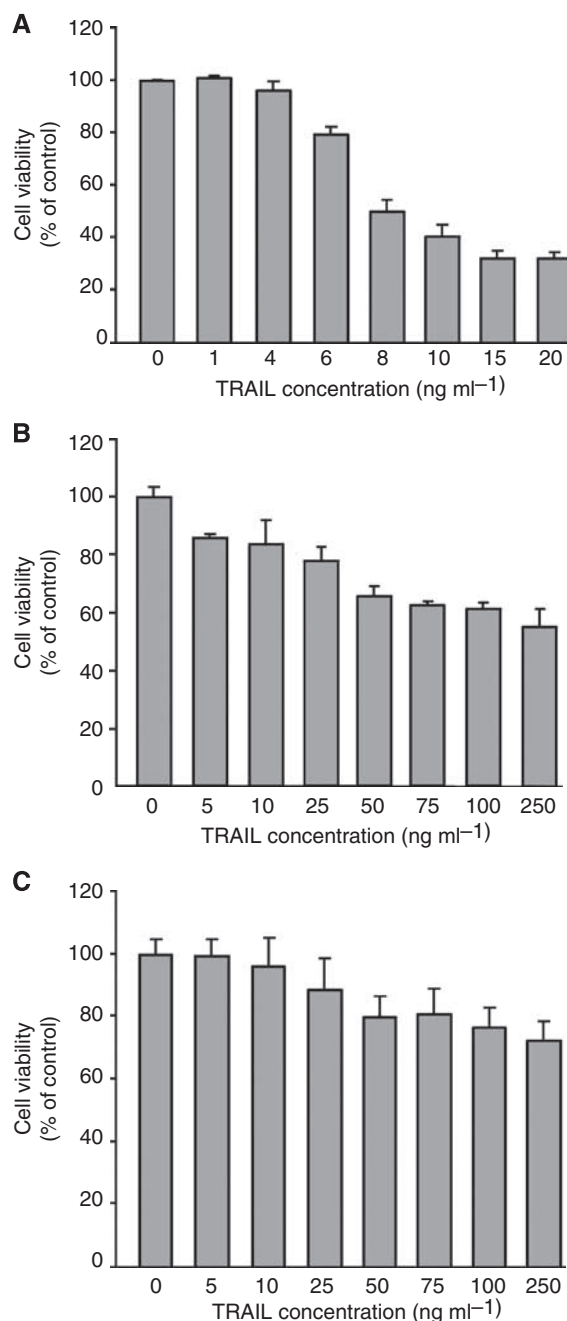 A
120
100
80
60
40
20
0
Cell viability
(% of control)
0 1 4 6 8 10 15 20
TRAIL concentration (ng ml–1)
B
120
100
80
60
40
20
0
Cell viability
(% of control)
0 5 10 25 50 75 100 250
TRAIL concentration (ng ml–1)
C
120
100
80
60
40
20
0
Cell viability
(% of control)
0 5 10 25 50 75 100 250
TRAIL concentration (ng ml–1)